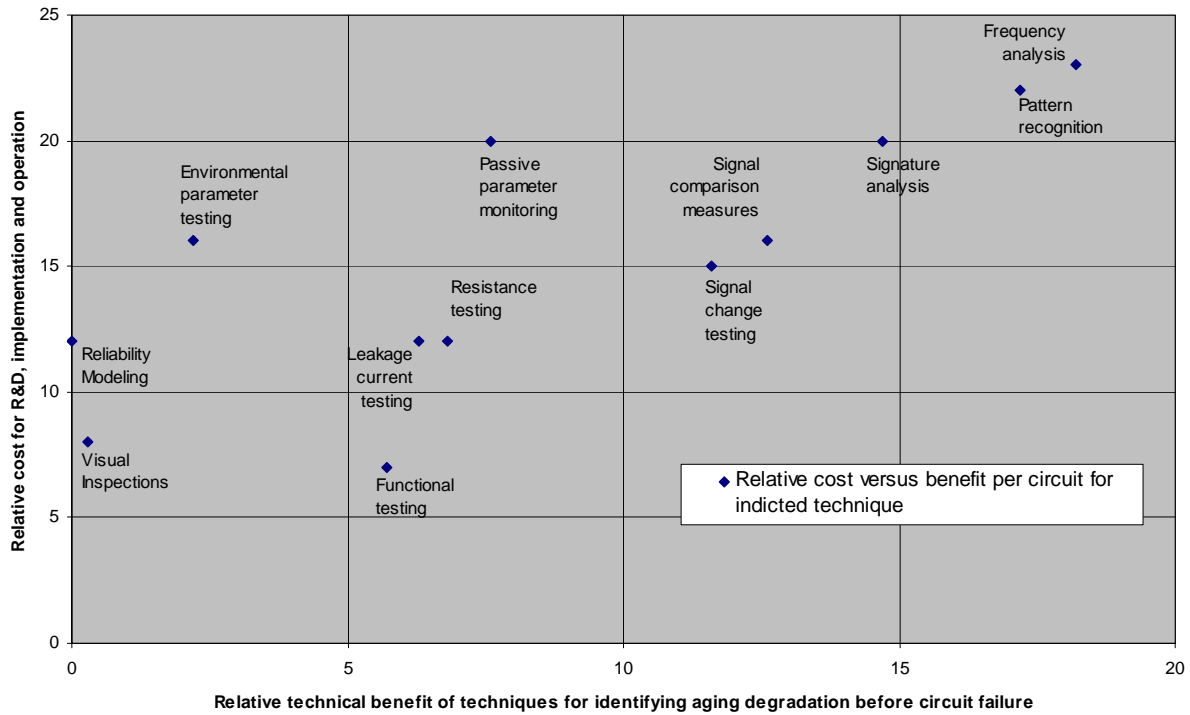 25
20
15
10
5
0
Relative cost for R&D, implementation and operation
Frequency
analysis
Pattern
recognition
Environmental
parameter
testing
Passive
parameter
monitoring
Signal
comparison
measures
Signature
analysis
Resistance
testing
Signal
change
testing
Reliability
Modeling
Leakage
current
testing
Visual
Inspections
Functional
testing
Relative cost versus benefit per circuit for
indicted technique
0
5
10
15
20
Relative technical benefit of techniques for identifying aging degradation before circuit failure